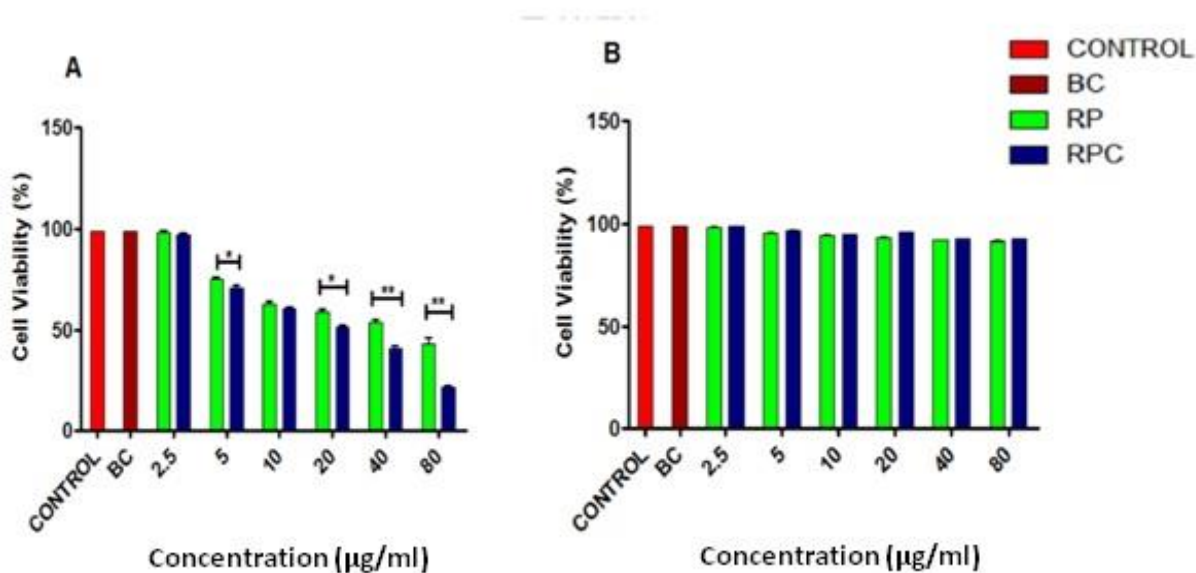 A
B
CONTROL
BC
RP
RPC
150
100
50
0
Cell Viability (%)
*
*
**
**
CONTROL
BC
2.5
5
10
20
40
80
Concentration (µg/ml)
150
100
50
0
Cell Viability (%)
CONTROL
BC
2.5
5
10
20
40
80
Concentration (µg/ml)